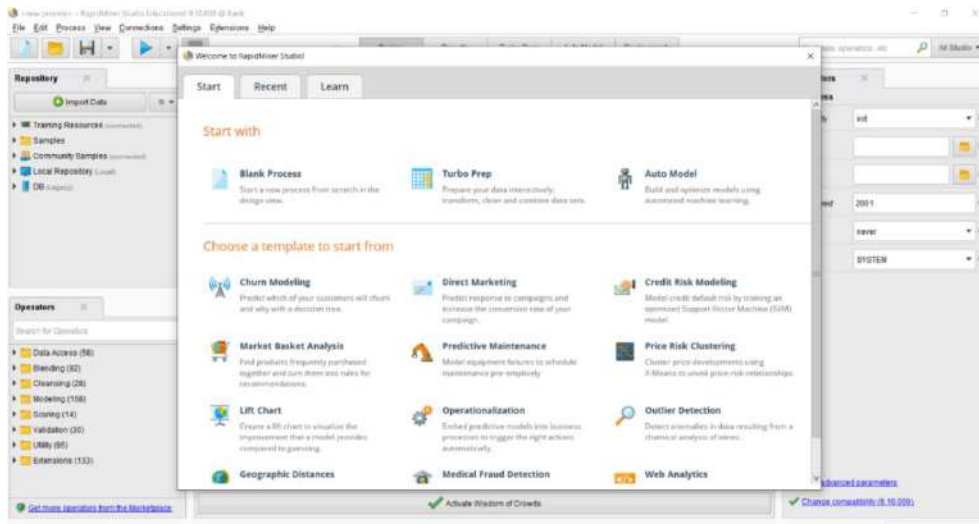 File Edit Process View Connections Settings Extensions Help
Welcome to RapidMiner Studio!
Repository
Import Data
Training Resources (connected)
Samples
Community Samples (connected)
Local Repository (Local)
DB (Legacy)
Operators
Search for Operators
Data Access (58)
Blending (82)
Cleansing (28)
Modeling (168)
Scoring (14)
Validation (30)
Utility (85)
Extensions (133)
Get more operators from the Marketplace
Start Recent Learn
Start with
Blank Process
Start a new process from scratch in the
design view.
Turbo Prep
Prepare your data interactively:
transform, clean and combine data sets.
Auto Model
Build and optimize models using
automated machine learning.
Choose a template to start from
Churn Modeling
Predict which of your customers will churn
and why with a decision tree.
Direct Marketing
Predict response to campaigns and
increase the conversion rate of your
campaign.
Credit Risk Modeling
Model credit default risk by training an
optimized Support Vector Machine (SVM)
model.
Market Basket Analysis
Find products frequently purchased
together and turn them into rules for
recommendations.
Predictive Maintenance
Model equipment failures to schedule
maintenance pre-emptively.
Price Risk Clustering
Cluster price developments using
X-Means to unveil price risk relationships.
Lift Chart
Create a lift chart to visualize the
improvement that a model provides
compared to guessing.
Operationalization
Embed predictive models into business
processes to trigger the right actions
automatically.
Outlier Detection
Detect anomalies in data resulting from a
chemical analysis of wines.
Geographic Distances
Medical Fraud Detection
Web Analytics
Activate Wisdom of Crowds
All Studio
init
2001
never
SYSTEM
advanced parameters
Change compatibility (9.10.000)